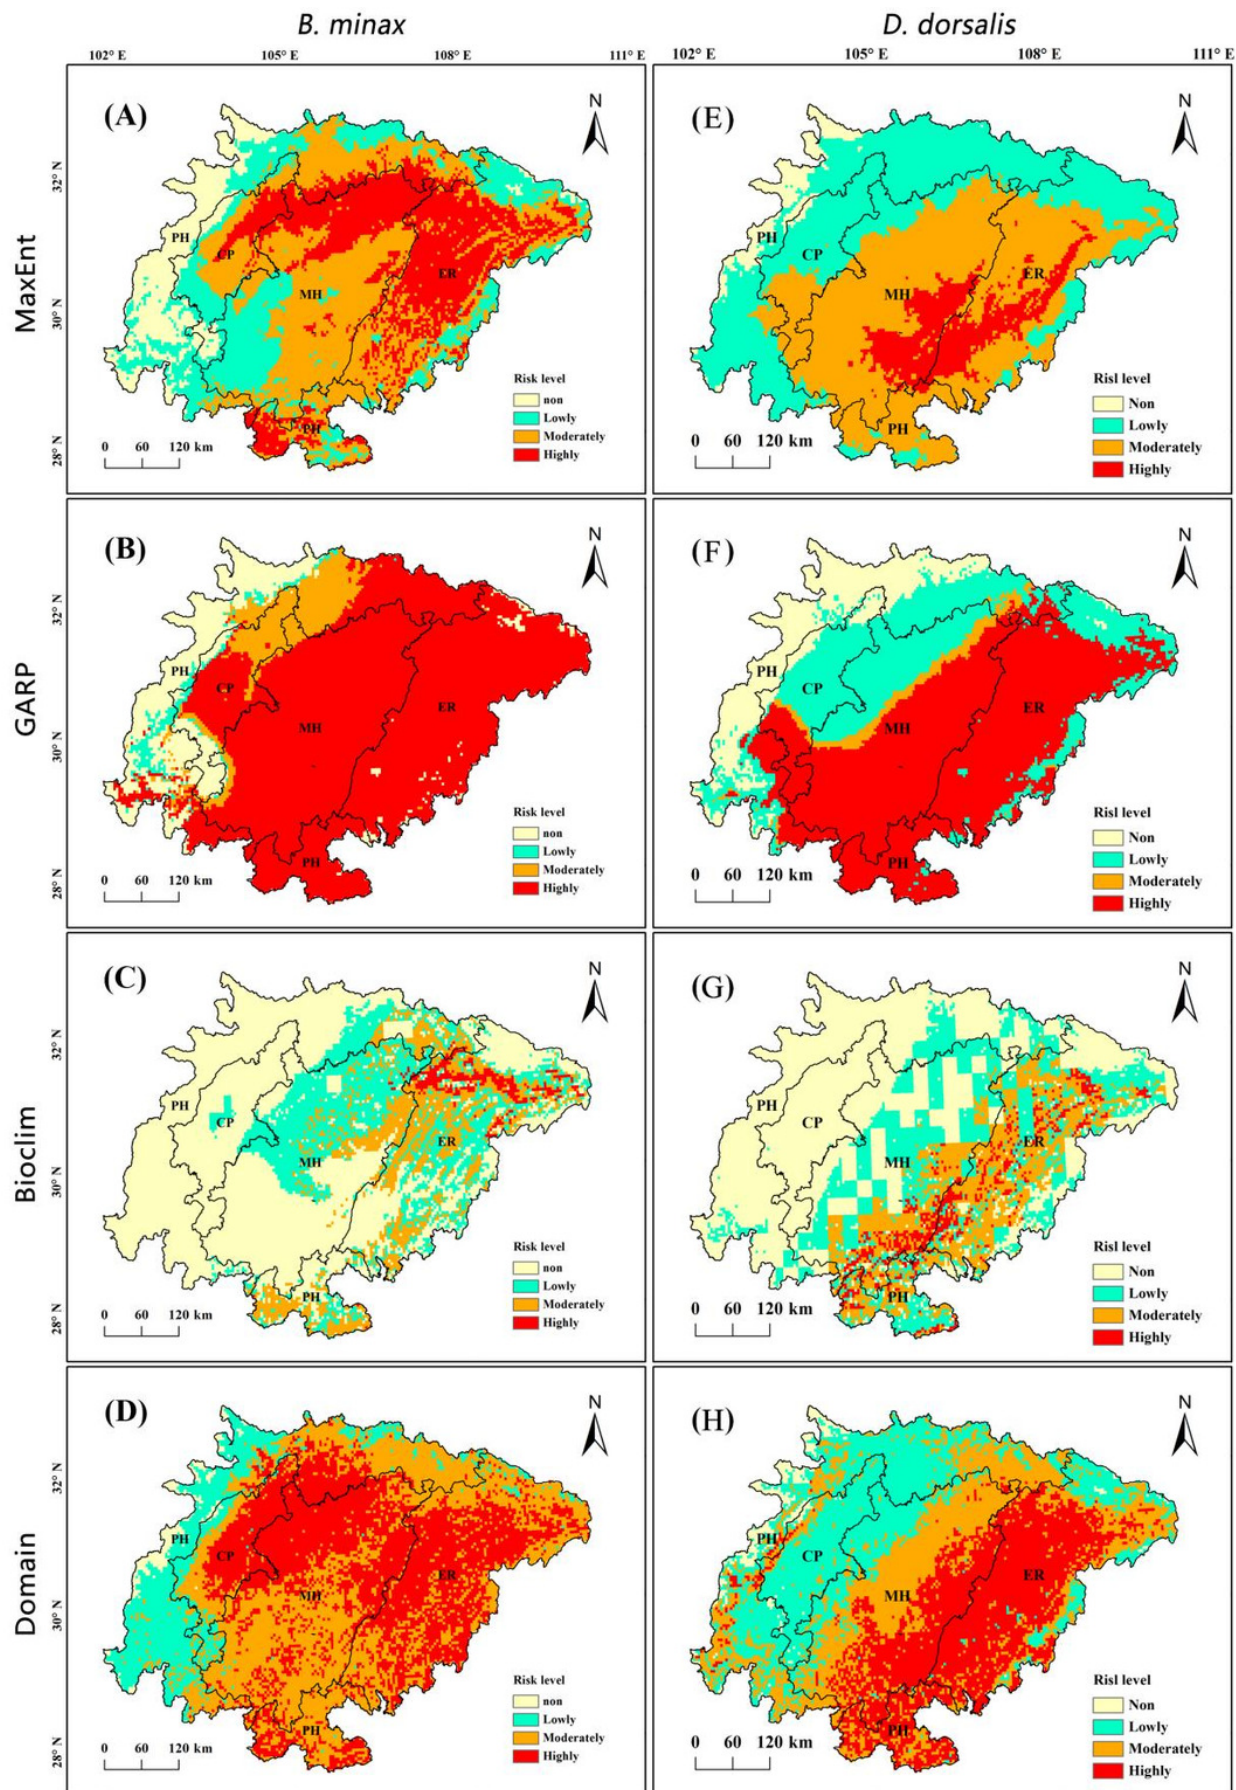 B. minax
D. dorsalis
102° E 105° E 108° E 111° E
102° E 105° E 108° E 111° E
MaxEnt
32° N
30° N
28° N
(A)
N
PH
CP
MH
ER
PH
0 60 120 km
Risk level
non
Lowly
Moderately
Highly
(E)
N
PH
CP
MH
ER
PH
0 60 120 km
Risl level
Non
Lowly
Moderately
Highly
GARP
32° N
30° N
28° N
(B)
N
PH
CP
MH
ER
PH
0 60 120 km
Risk level
non
Lowly
Moderately
Highly
(F)
N
PH
CP
MH
ER
PH
0 60 120 km
Risl level
Non
Lowly
Moderately
Highly
Bioclim
32° N
30° N
28° N
(C)
N
PH
CP
MH
ER
PH
0 60 120 km
Risk level
non
Lowly
Moderately
Highly
(G)
N
PH
CP
MH
ER
PH
0 60 120 km
Risl level
Non
Lowly
Moderately
Highly
Domain
32° N
30° N
28° N
(D)
N
PH
CP
MH
ER
PH
0 60 120 km
Risk level
non
Lowly
Moderately
Highly
(H)
N
PH
CP
MH
ER
PH
0 60 120 km
Risl level
Non
Lowly
Moderately
Highly